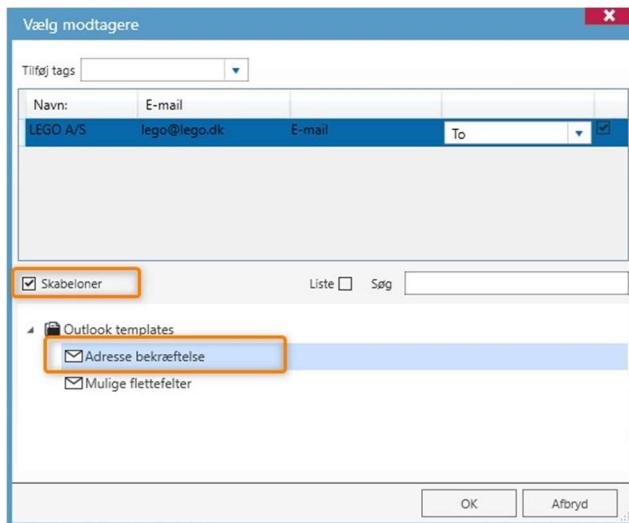 Vælg modtagere
Tilføj tags
Navn: E-mail
LEGO A/S lego@lego.dk E-mail To
Skabeloner Liste Søg
Outlook templates
Adresse bekræftelse
Mulige flettefelter
OK Afbryd